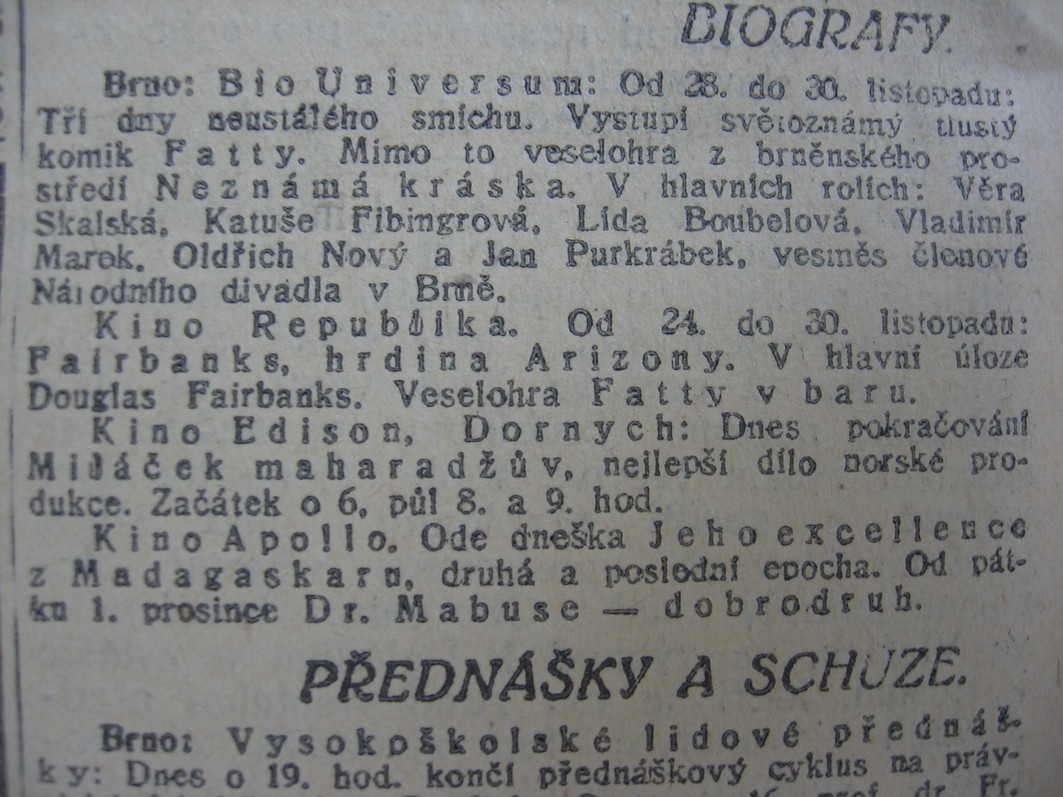 BIOGRAFY.
Brno: Bio Universum: Od 28. do 30. listopadu:
Tři dny neustálého smíchu. Vystupí světoznámý tlustý
komik Fatty. Mimo to veselohra z brněnského pro-
středí Neznámá kráska. V hlavních rolích: Věra
Skalská, Katuše Fibingrová, Lída Boubelová, Vladimír
Marek, Oldřich Nový a Jan Purkrábek, vesměs členové
Národního divadla v Brně.
Kino Republika. Od 24. do 30. listopadu:
Fairbanks, hrdina Arizony. V hlavní úloze
Douglas Fairbanks. Veselohra Fatty v baru.
Kino Edison, Dornych: Dnes pokračování
Miláček maharadžův, nejlepší dílo norské pro-
dukce. Začátek o 6, půl 8. a 9. hod.
Kino Apollo. Ode dneška Jeho excellence
z Madagaskaru, druhá a poslední epocha. Od pát-
ku 1. prosince Dr. Mabuse — dobrodruh.
PŘEDNÁŠKY A SCHUZE.
Brno: Vysokoškolské lidové přednáš-
ky: Dnes o 19. hod. končí přednáškový cyklus na práv-
prof. dr. Fr.